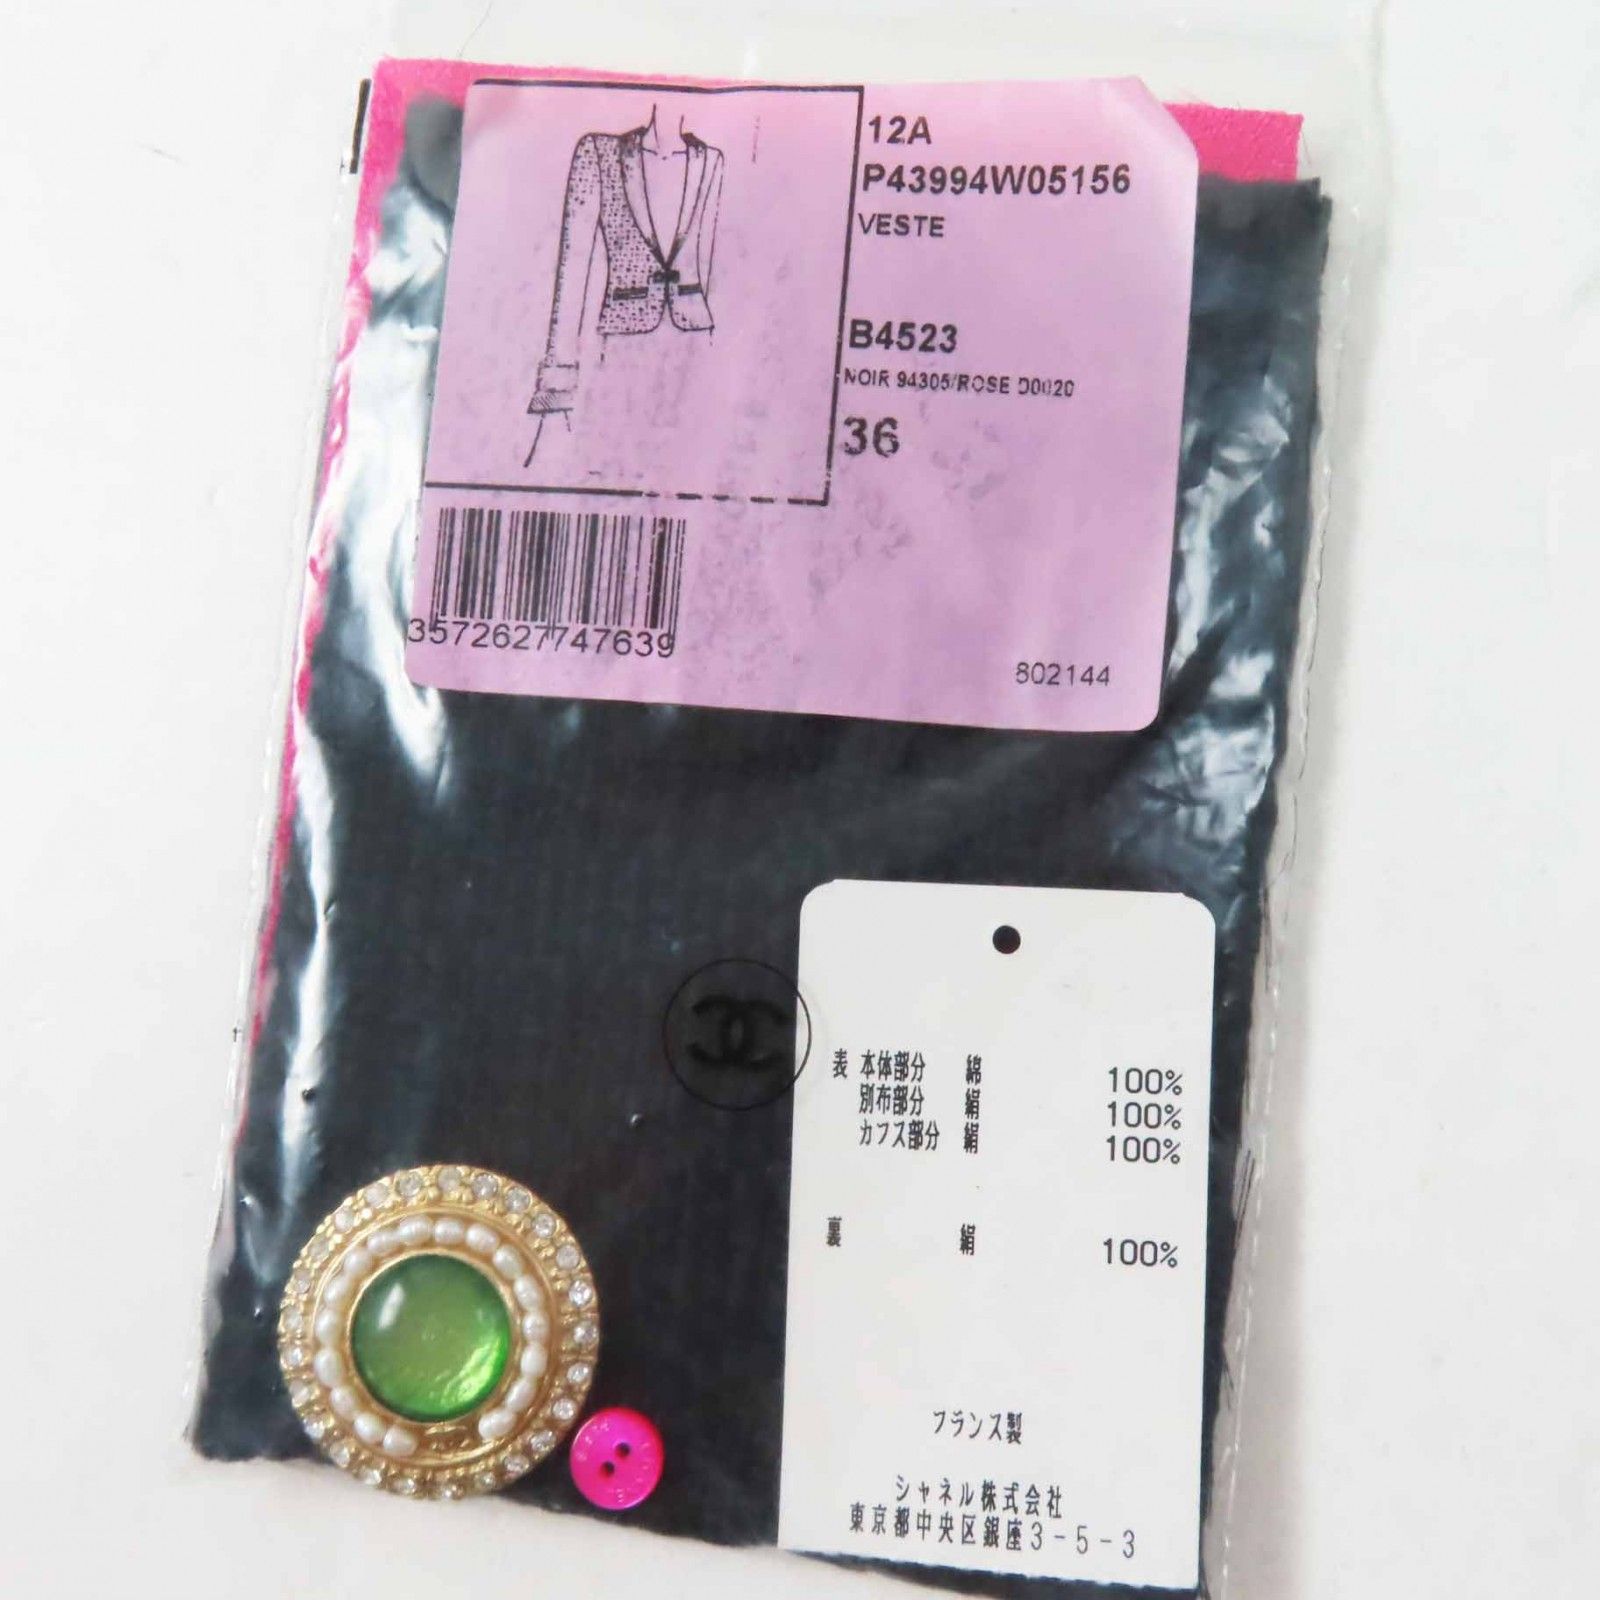 12A
P43994W05156
VESTE
B4523
NOIR 94305/ROSE D0020
36
3572627747639
802144
表 本体部分 綿 100%
別布部分 絹 100%
カフス部分 絹 100%
裏 絹 100%
フランス製
シャネル株式会社
東京都中央区銀座3-5-3